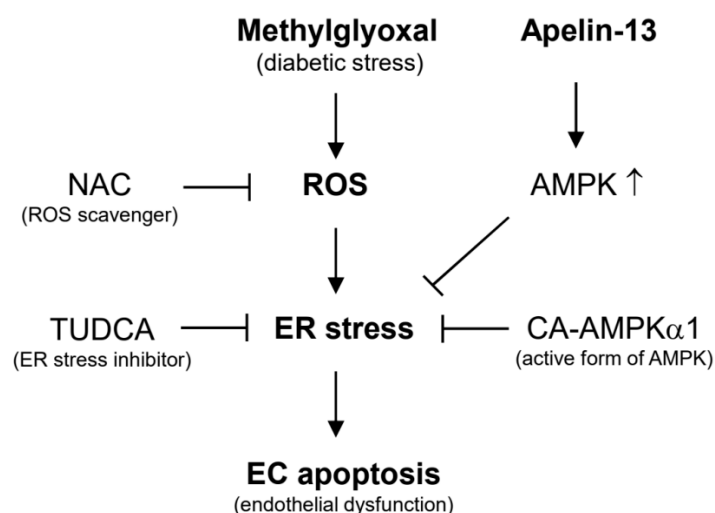 Methylglyoxal
(diabetic stress)
Apelin-13
NAC
(ROS scavenger)
ROS
AMPK ↑
TUDCA
(ER stress inhibitor)
ER stress
CA-AMPKα1
(active form of AMPK)
EC apoptosis
(endothelial dysfunction)